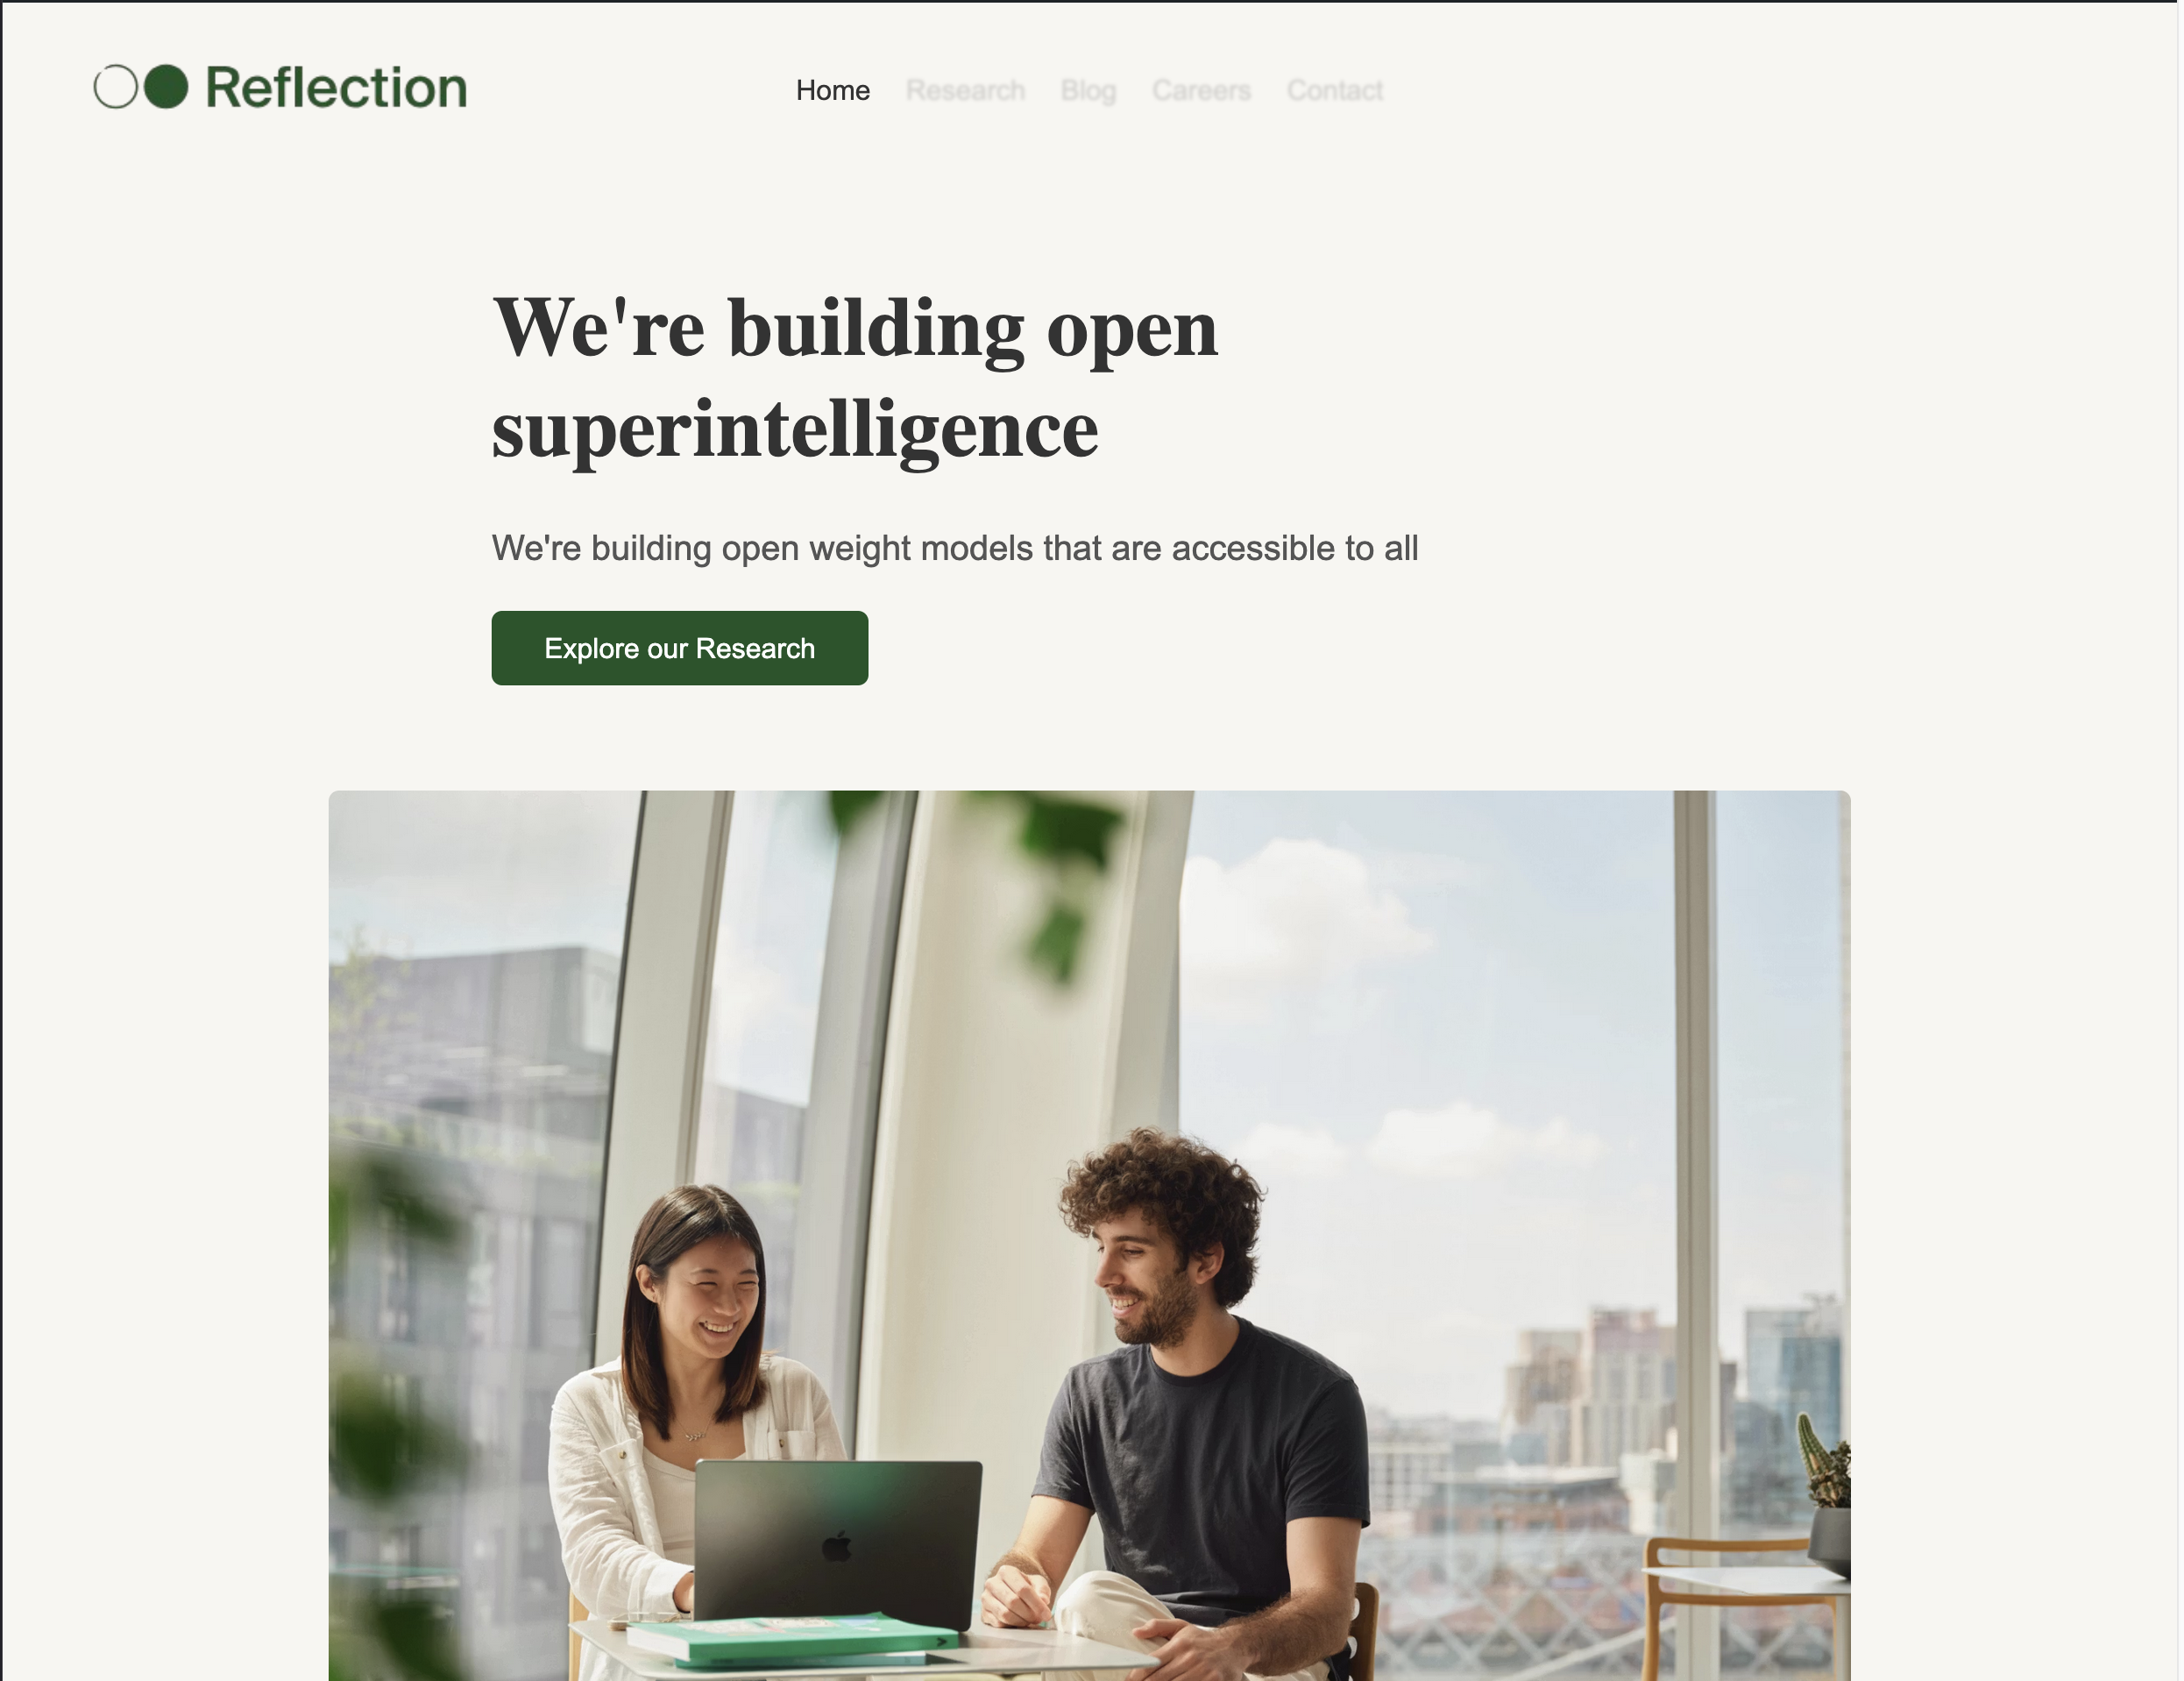 Reflection
Home Research Blog Careers Contact
We're building open
superintelligence
We're building open weight models that are accessible to all
Explore our Research